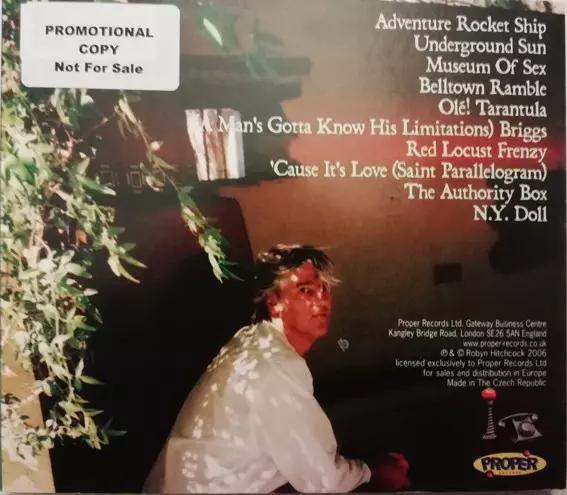 PROMOTIONAL
COPY
Not For Sale
Adventure Rocket Ship
Underground Sun
Museum Of Sex
Belltown Ramble
Olé! Tarantula
(A Man's Gotta Know His Limitations) Briggs
Red Locust Frenzy
'Cause It's Love (Saint Parallelogram)
The Authority Box
N.Y. Doll
Proper Records Ltd. Gateway Business Centre
Kangley Bridge Road, London SE26 5AN England
www.proper-records.co.uk
℗ & © Robyn Hitchcock 2006
licensed exclusively to Proper Records Ltd
for sales and distribution in Europe
Made in The Czech Republic
PROPER
RECORDS